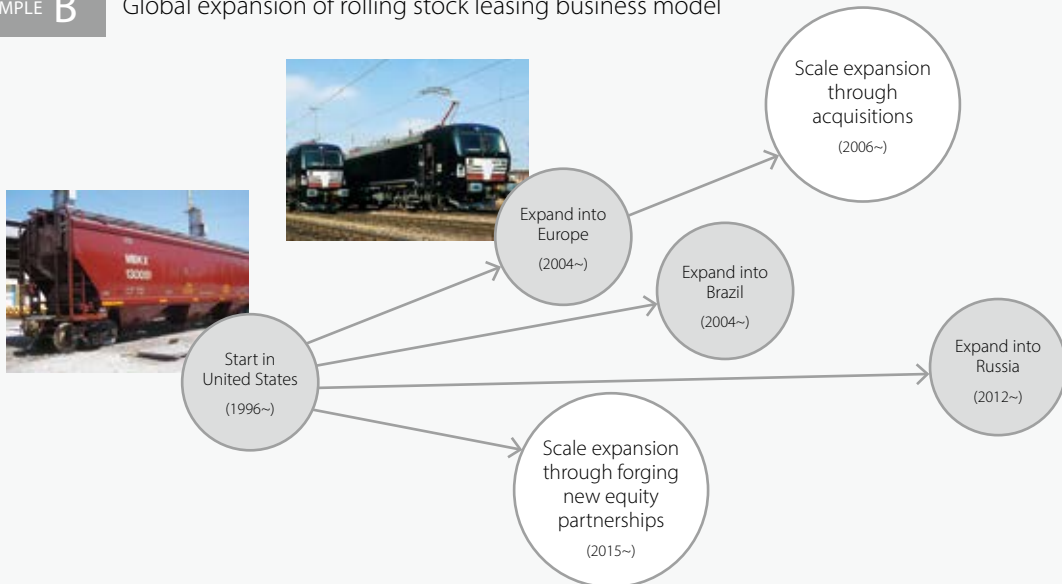 MPLE B Global expansion of rolling stock leasing business model
Scale expansion
through
acquisitions
(2006~)
Expand into
Europe
(2004~)
Expand into
Brazil
(2004~)
Expand into
Russia
(2012~)
Start in
United States
(1996~)
Scale expansion
through forging
new equity
partnerships
(2015~)